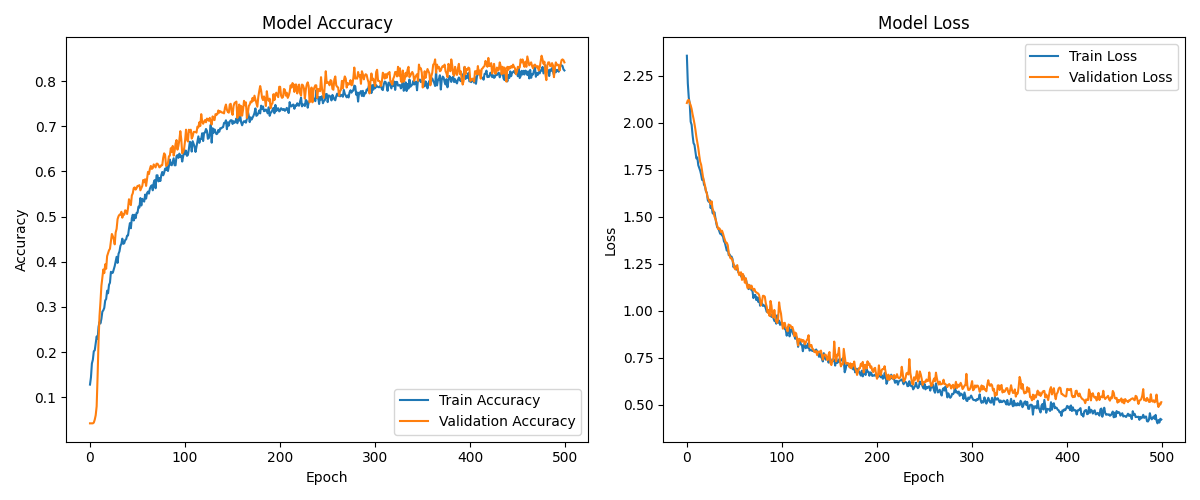 Model Accuracy
Accuracy
0.8
0.7
0.6
0.5
0.4
0.3
0.2
0.1
Train Accuracy
Validation Accuracy
0 100 200 300 400 500
Epoch
Model Loss
Loss
2.25
2.00
1.75
1.50
1.25
1.00
0.75
0.50
Train Loss
Validation Loss
0 100 200 300 400 500
Epoch